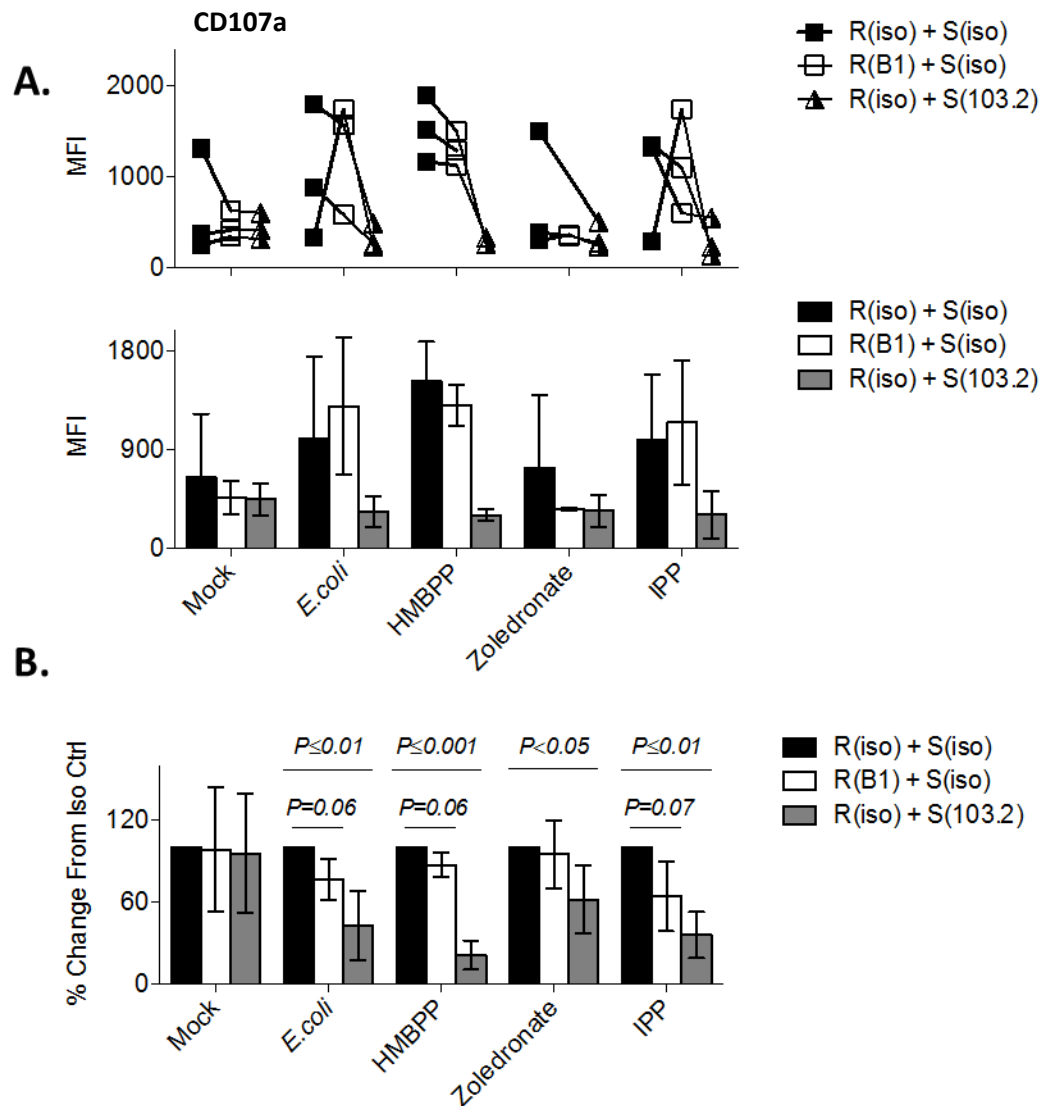 CD107a
A.
R(iso) + S(iso)
R(B1) + S(iso)
R(iso) + S(103.2)
MFI
2000
1000
0
R(iso) + S(iso)
R(B1) + S(iso)
R(iso) + S(103.2)
MFI
1800
900
0
Mock
E.coli
HMBPP
Zoledronate
IPP
B.
R(iso) + S(iso)
R(B1) + S(iso)
R(iso) + S(103.2)
P≤0.01 P≤0.001 P<0.05 P≤0.01
P=0.06 P=0.06 P=0.07
% Change From Iso Ctrl
120
60
0
Mock
E.coli
HMBPP
Zoledronate
IPP